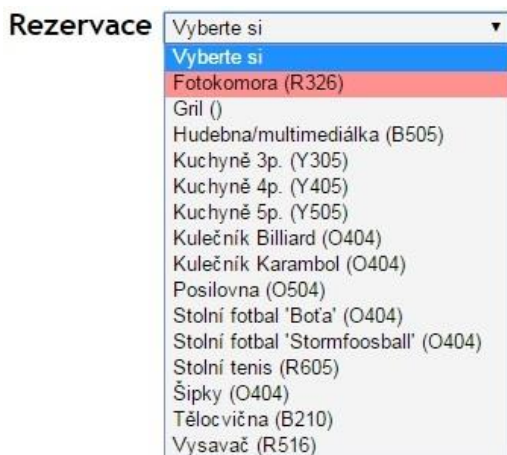 Rezervace Vyberte si
Vyberte si
Fotokomora (R326)
Gril ()
Hudebna/multimediálka (B505)
Kuchyně 3p. (Y305)
Kuchyně 4p. (Y405)
Kuchyně 5p. (Y505)
Kulečník Billiard (O404)
Kulečník Karambol (O404)
Posilovna (O504)
Stolní fotbal 'Boťa' (O404)
Stolní fotbal 'Stormfoosball' (O404)
Stolní tenis (R605)
Šipky (O404)
Tělocvična (B210)
Vysavač (R516)